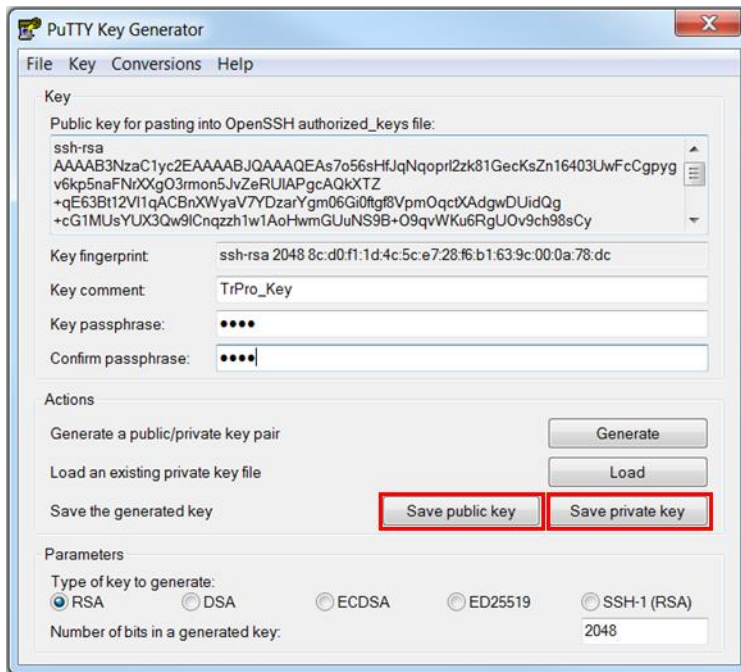 PuTTY Key Generator
File Key Conversions Help
Key
Public key for pasting into OpenSSH authorized_keys file:
ssh-rsa
AAAAB3NzaC1yc2EAAAABJQAAAQEAs7o56sHfJqNqoprl2zk81GecKsZn16403UwFcCgpyg
v6kp5naFNrXXgO3rmon5JvZeRUlAPgcAQkXTZ
+qE63Bt12Vl1qACBnXWyaV7YDzarYgm06Gi0ftgf8VpmOqctXAdgwDUidQg
+cG1MUsYUX3Qw9lCnqzzh1w1AoHwmGUuNS9B+O9qvWKu6RgUOv9ch98sCy
Key fingerprint: ssh-rsa 2048 8c:d0:f1:1d:4c:5c:e7:28:f6:b1:63:9c:00:0a:78:dc
Key comment: TrPro_Key
Key passphrase: ●●●●
Confirm passphrase: ●●●●
Actions
Generate a public/private key pair Generate
Load an existing private key file Load
Save the generated key Save public key Save private key
Parameters
Type of key to generate:
RSA DSA ECDSA ED25519 SSH-1 (RSA)
Number of bits in a generated key: 2048